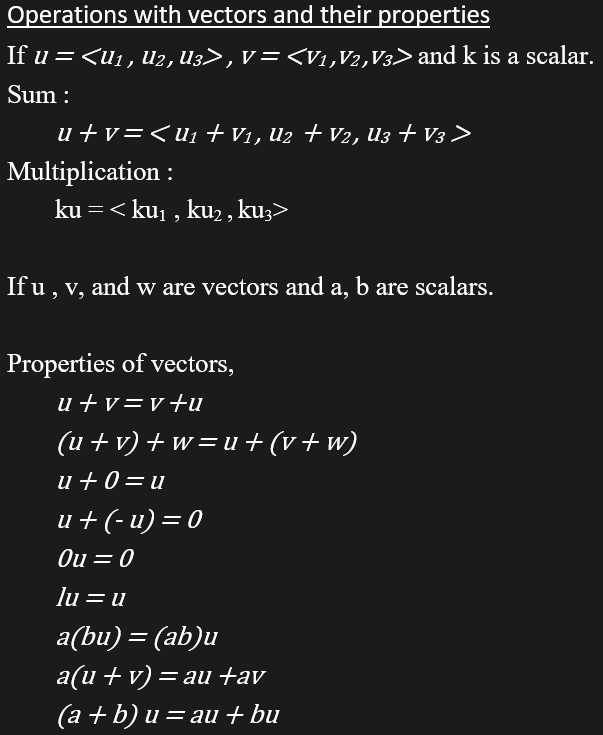 Operations with vectors and their properties
If u = <u₁ , u₂, u₃> , v = <v₁,v₂,v₃> and k is a scalar.
Sum :
u + v = < u₁ + v₁, u₂ + v₂, u₃ + v₃ >
Multiplication :
ku = < ku₁ , ku₂ , ku₃>
If u , v, and w are vectors and a, b are scalars.
Properties of vectors,
u + v = v +u
(u + v) + w = u + (v + w)
u + 0 = u
u + (- u) = 0
0u = 0
lu = u
a(bu) = (ab)u
a(u + v) = au +av
(a + b) u = au + bu